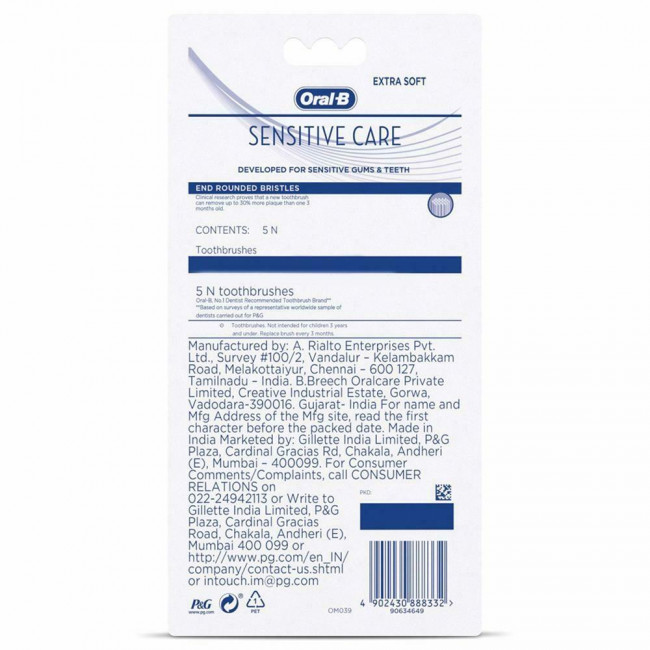 EXTRA SOFT
Oral-B
SENSITIVE CARE
DEVELOPED FOR SENSITIVE GUMS & TEETH
END ROUNDED BRISTLES
Clinical research proves that a new toothbrush
can remove up to 30% more plaque than one 3
months old.
CONTENTS: 5 N
Toothbrushes
5 N toothbrushes
Oral-B, No.1 Dentist Recommended Toothbrush Brand**
**Based on surveys of a representative worldwide sample of
dentists carried out for P&G
Toothbrushes. Not intended for children 3 years
and under. Replace brush every 3 months.
Manufactured by: A. Rialto Enterprises Pvt.
Ltd., Survey #100/2, Vandalur – Kelambakkam
Road, Melakottaiyur, Chennai – 600 127,
Tamilnadu – India. B.Breech Oralcare Private
Limited, Creative Industrial Estate, Gorwa,
Vadodara-390016. Gujarat- India For name and
Mfg Address of the Mfg site, read the first
character before the packed date. Made in
India Marketed by: Gillette India Limited, P&G
Plaza, Cardinal Gracias Rd, Chakala, Andheri
(E), Mumbai – 400099. For Consumer
Comments/Complaints, call CONSUMER
RELATIONS on
022-24942113 or Write to
Gillette India Limited, P&G
Plaza, Cardinal Gracias
Road, Chakala, Andheri (E),
Mumbai 400 099 or
http://www.pg.com/en_IN/
company/contact-us.shtml
or intouch.im@pg.com
PKD:
P&G
www.pg.com
1
PET
OM039
4 902430 888332 >
90634649